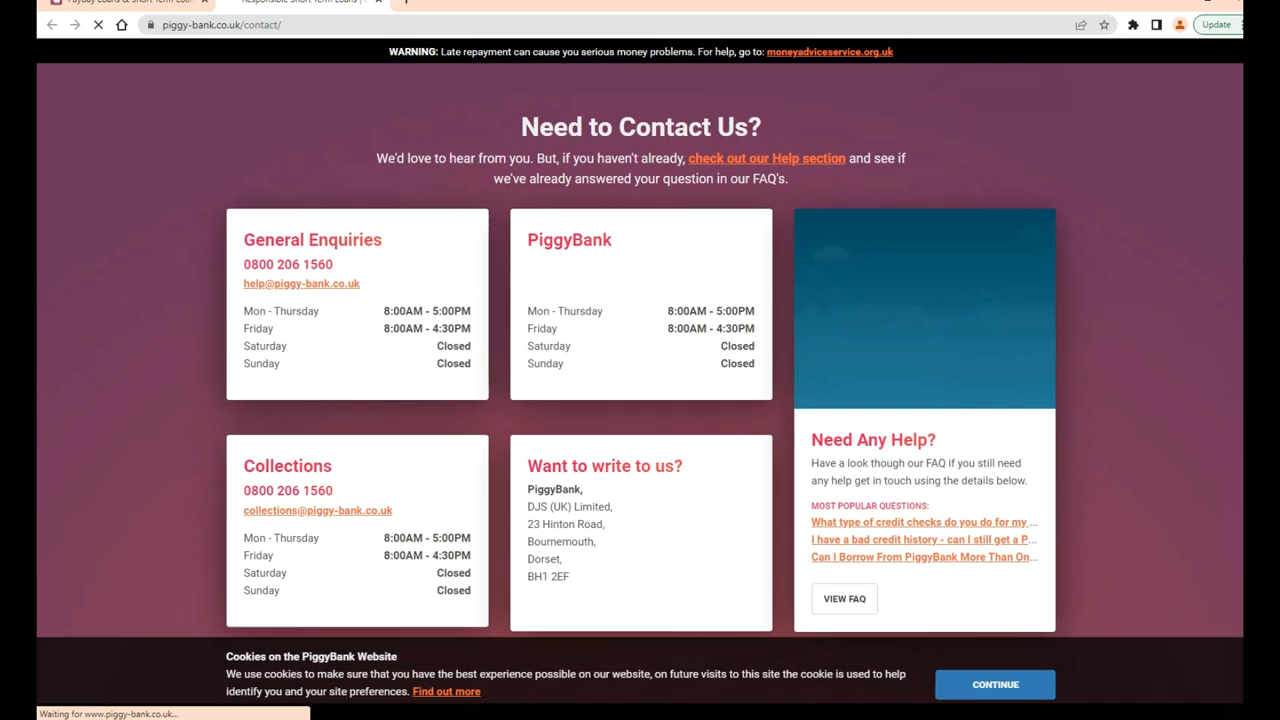 piggy-bank.co.uk/contact/
Update
WARNING: Late repayment can cause you serious money problems. For help, go to: moneyadviceservice.org.uk
Need to Contact Us?
We'd love to hear from you. But, if you haven't already, check out our Help section and see if
we've already answered your question in our FAQ's.
General Enquiries
0800 206 1560
help@piggy-bank.co.uk
Mon - Thursday 8:00AM - 5:00PM
Friday 8:00AM - 4:30PM
Saturday Closed
Sunday Closed
PiggyBank
Mon - Thursday 8:00AM - 5:00PM
Friday 8:00AM - 4:30PM
Saturday Closed
Sunday Closed
Collections
0800 206 1560
collections@piggy-bank.co.uk
Mon - Thursday 8:00AM - 5:00PM
Friday 8:00AM - 4:30PM
Saturday Closed
Sunday Closed
Want to write to us?
PiggyBank,
DJS (UK) Limited,
23 Hinton Road,
Bournemouth,
Dorset,
BH1 2EF
Need Any Help?
Have a look though our FAQ if you still need
any help get in touch using the details below.
MOST POPULAR QUESTIONS:
What type of credit checks do you do for my ...
I have a bad credit history - can I still get a P...
Can I Borrow From PiggyBank More Than On...
VIEW FAQ
Cookies on the PiggyBank Website
We use cookies to make sure that you have the best experience possible on our website, on future visits to this site the cookie is used to help
identify you and your site preferences. Find out more
CONTINUE
Waiting for www.piggy-bank.co.uk...